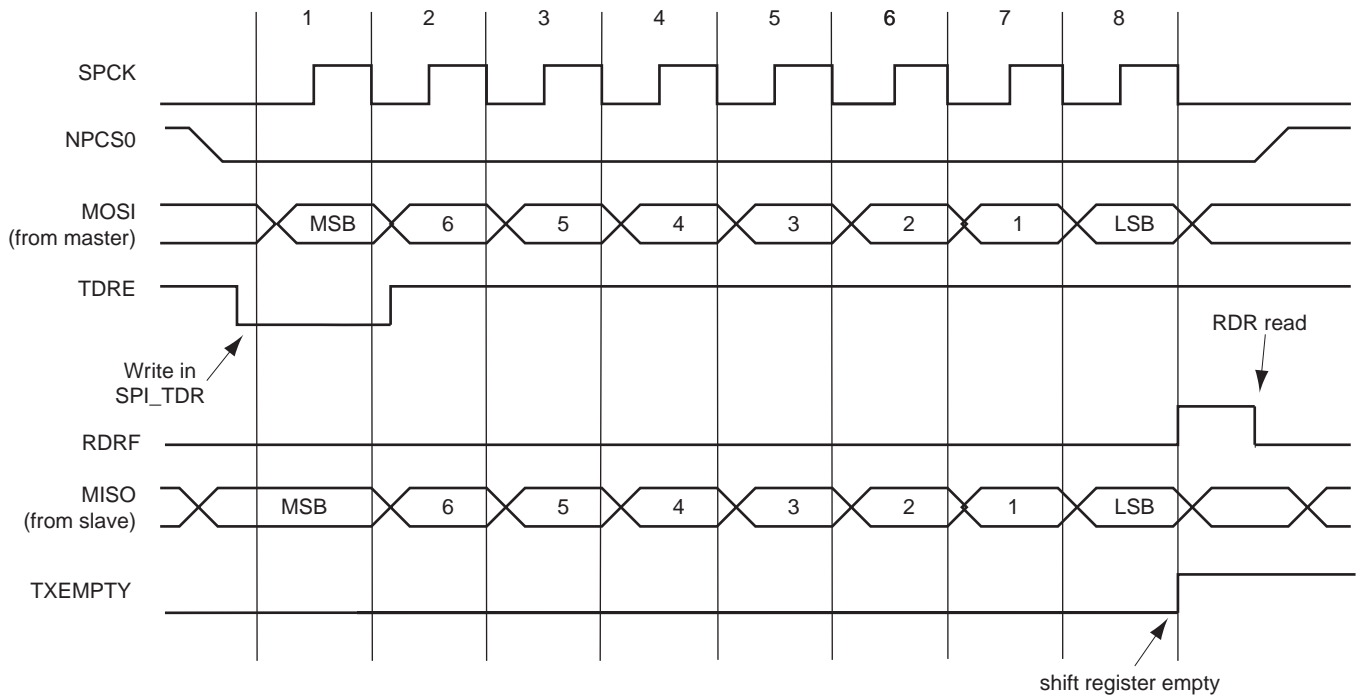 1 2 3 4 5 6 7 8
SPCK
NPCS0
MOSI
(from master)
MSB 6 5 4 3 2 1 LSB
TDRE
RDR read
Write in
SPI_TDR
RDRF
MISO
(from slave)
MSB 6 5 4 3 2 1 LSB
TXEMPTY
shift register empty